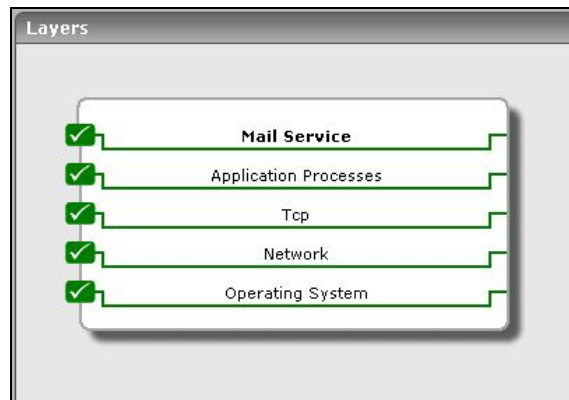 Layers
Mail Service
Application Processes
Tcp
Network
Operating System